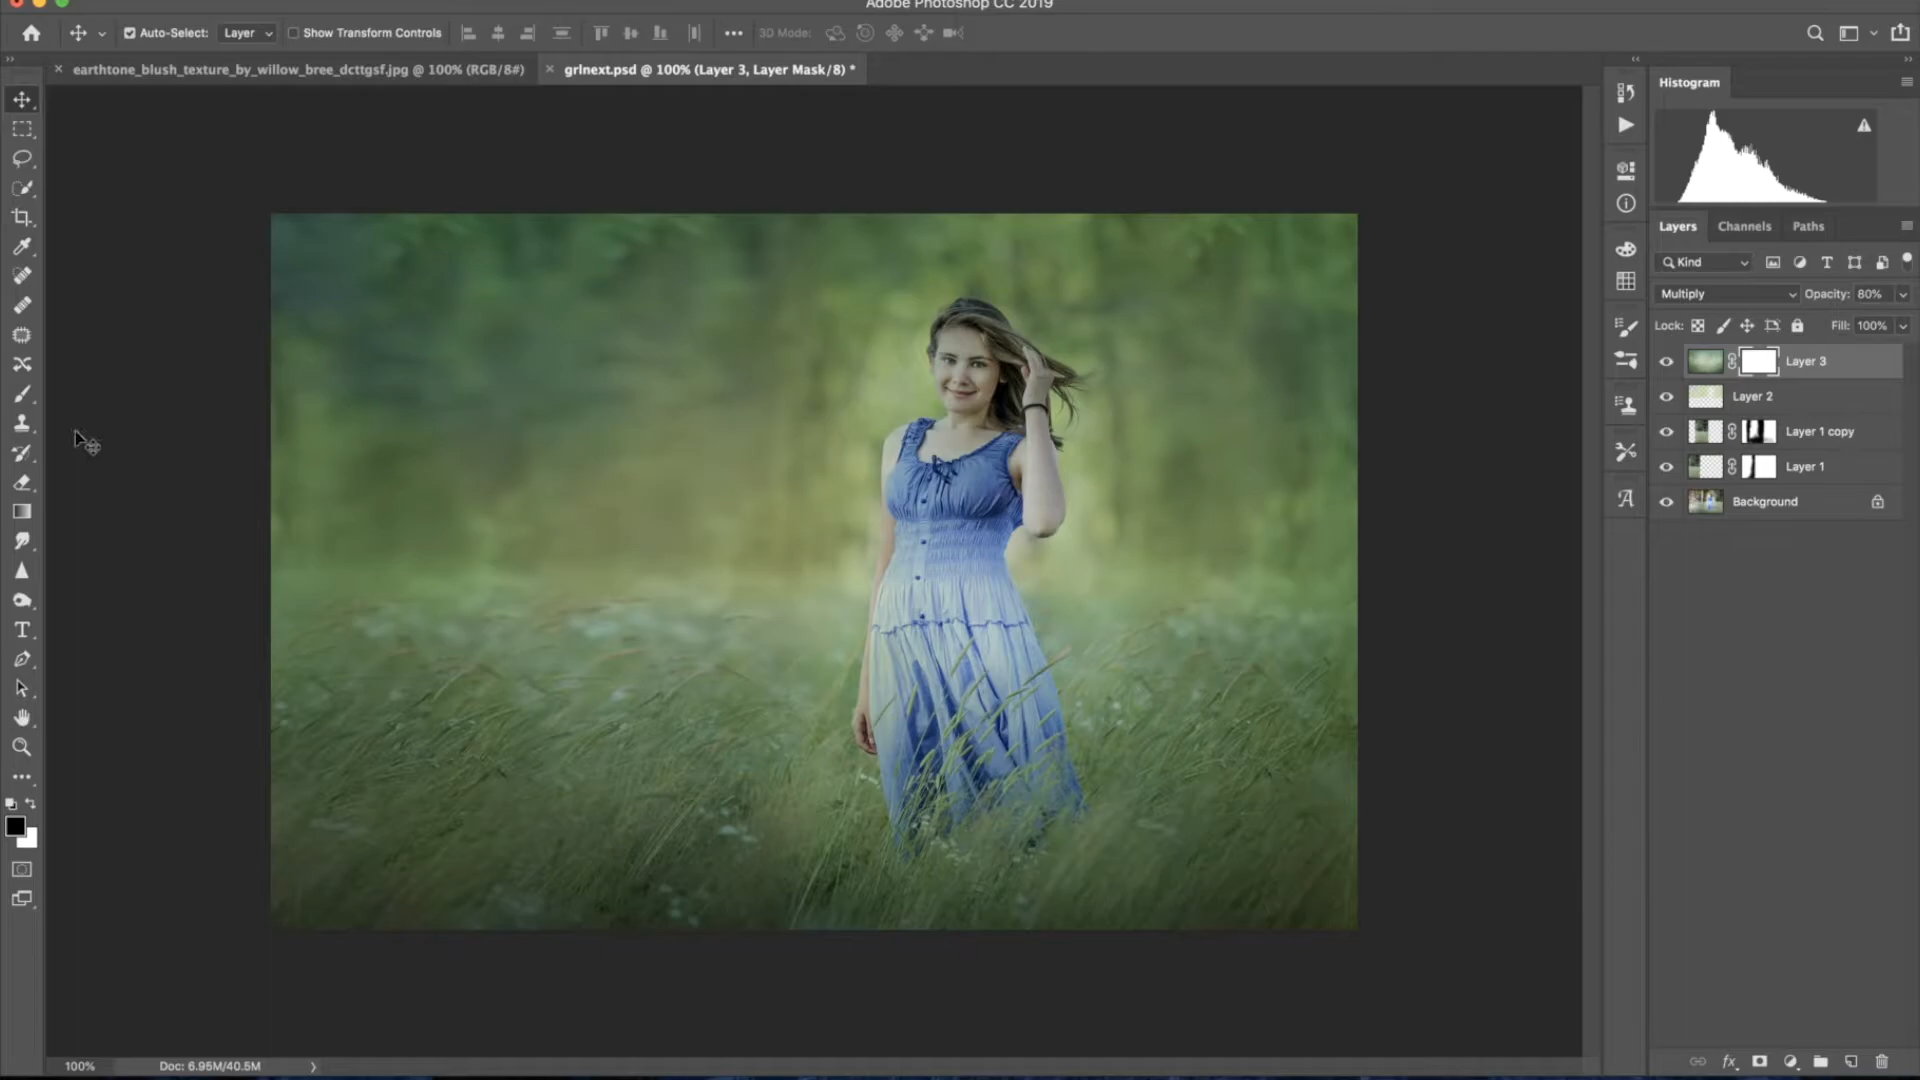 Adobe Photoshop CC 2019
Auto-Select: Layer Show Transform Controls 3D Mode:
earthtone_blush_texture_by_willow_bree_dcttgsf.jpg @ 100% (RGB/8#) grlnext.psd @ 100% (Layer 3, Layer Mask/8) *
Histogram
Layers Channels Paths
Kind
Multiply Opacity: 80%
Lock: Fill: 100%
Layer 3
Layer 2
Layer 1 copy
Layer 1
Background
100% Doc: 6.95M/40.5M